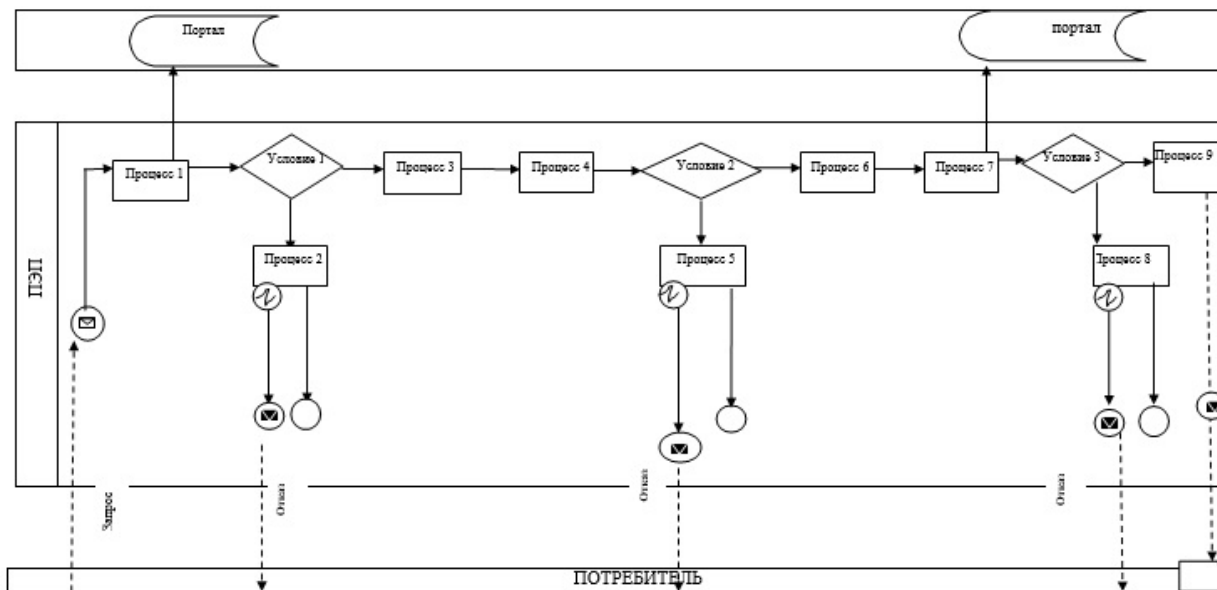 Портал
портал
ПЭП
Процесс 1
Условие 1
Процесс 3
Процесс 4
Условие 2
Процесс 6
Процесс 7
Условие 3
Процесс 9
Процесс 2
Процесс 5
Процесс 8
Запрос
Отказ
Отказ
Отказ
ПОТРЕБИТЕЛЬ